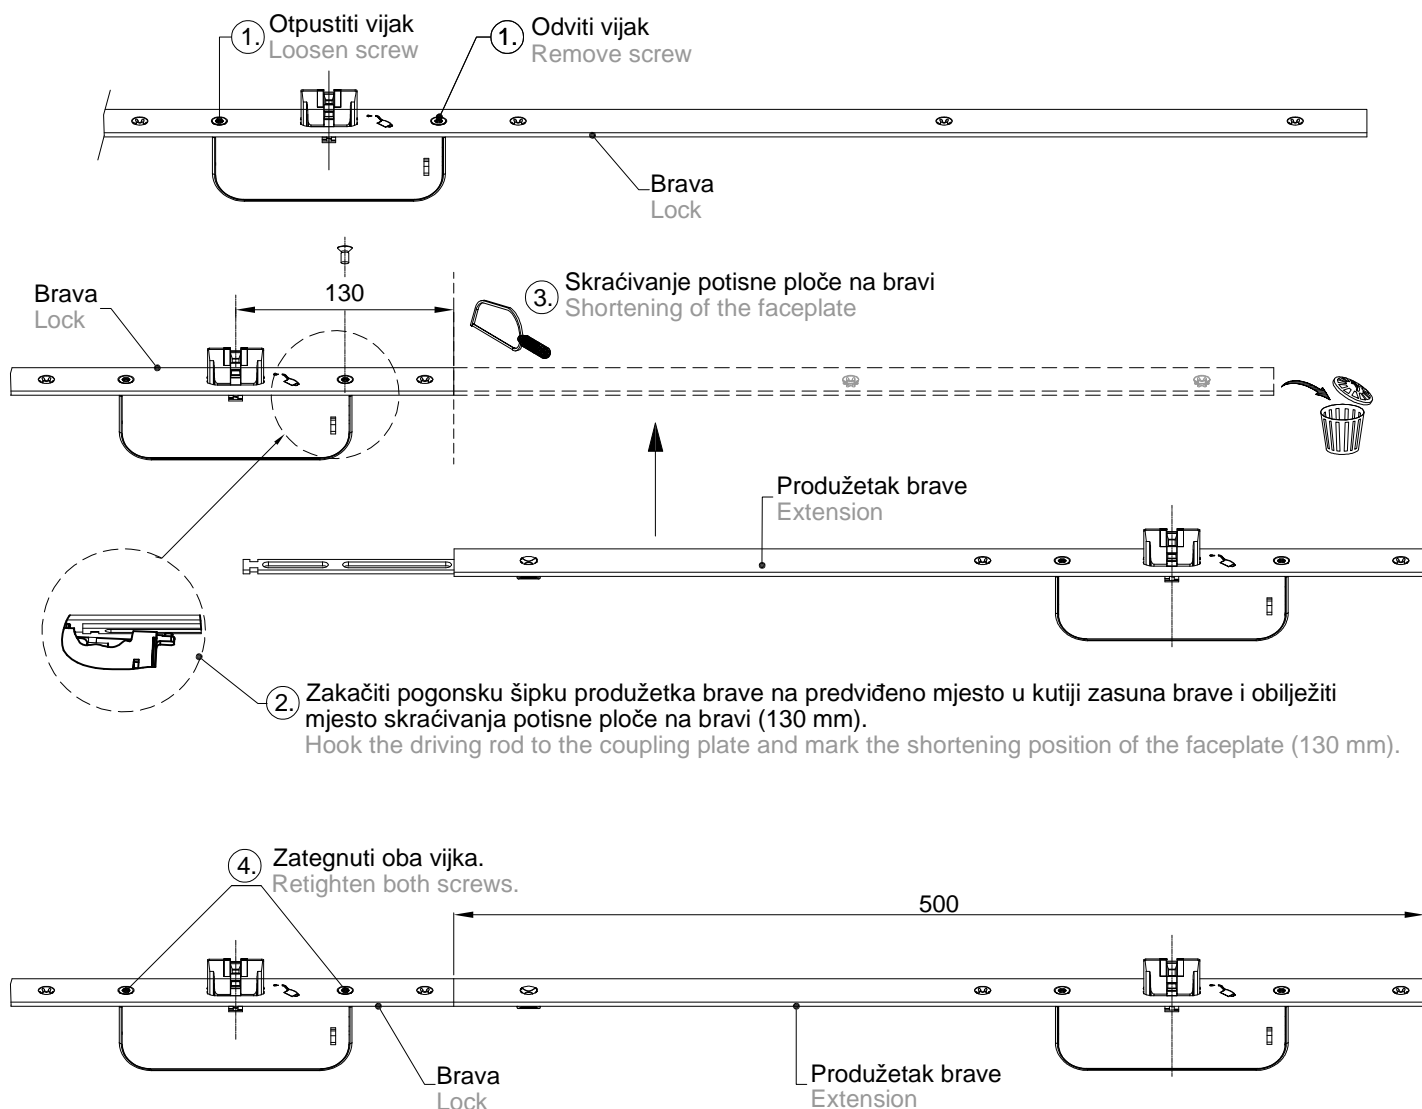 1. Otpustiti vijak
Loosen screw
1. Odviti vijak
Remove screw
Brava
Lock
Brava
Lock
130
3. Skraćivanje potisne ploče na bravi
Shortening of the faceplate
Produžetak brave
Extension
2. Zakačiti pogonsku šipku produžetka brave na predviđeno mjesto u kutiji zasuna brave i obilježiti
mjesto skraćivanja potisne ploče na bravi (130 mm).
Hook the driving rod to the coupling plate and mark the shortening position of the faceplate (130 mm).
4. Zategnuti oba vijka.
Retighten both screws.
500
Brava
Lock
Produžetak brave
Extension